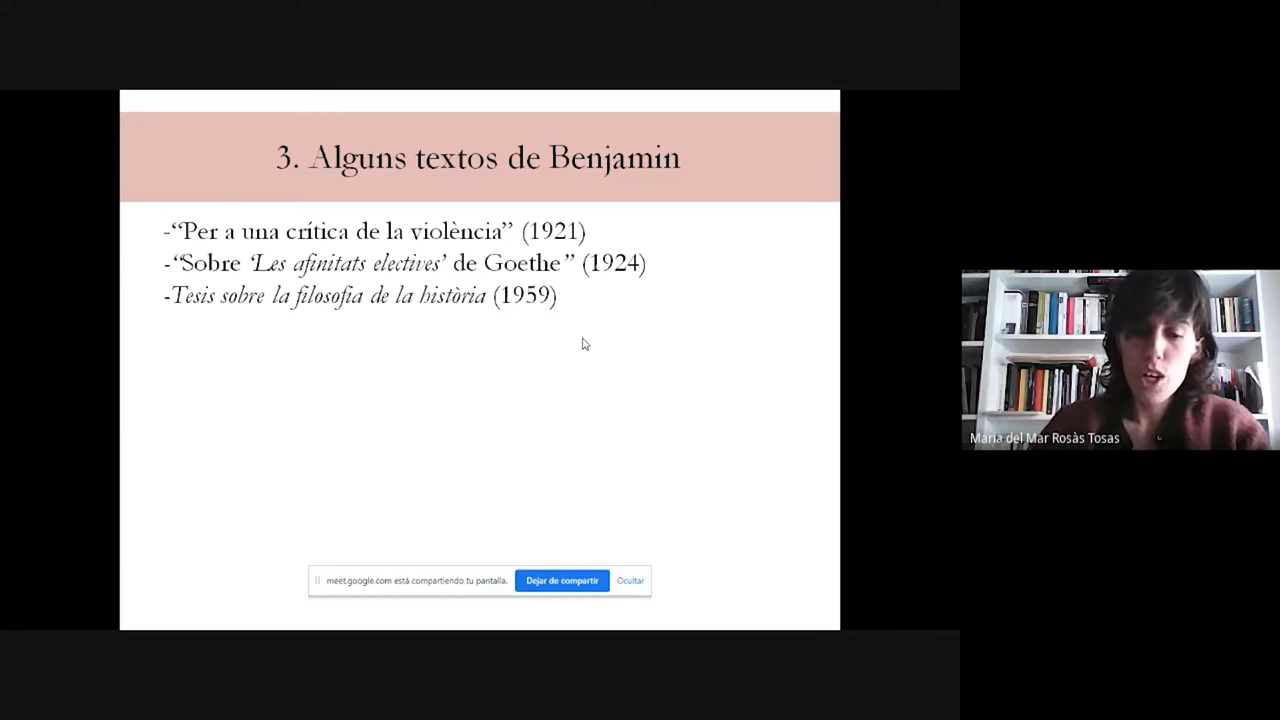 3. Alguns textos de Benjamin
-“Per a una crítica de la violència” (1921)
-“Sobre ‘Les afinitats electives’ de Goethe” (1924)
-Tesis sobre la filosofia de la història (1959)
meet.google.com está compartiendo tu pantalla. Dejar de compartir Ocultar
Maria del Mar Rosàs Tosas